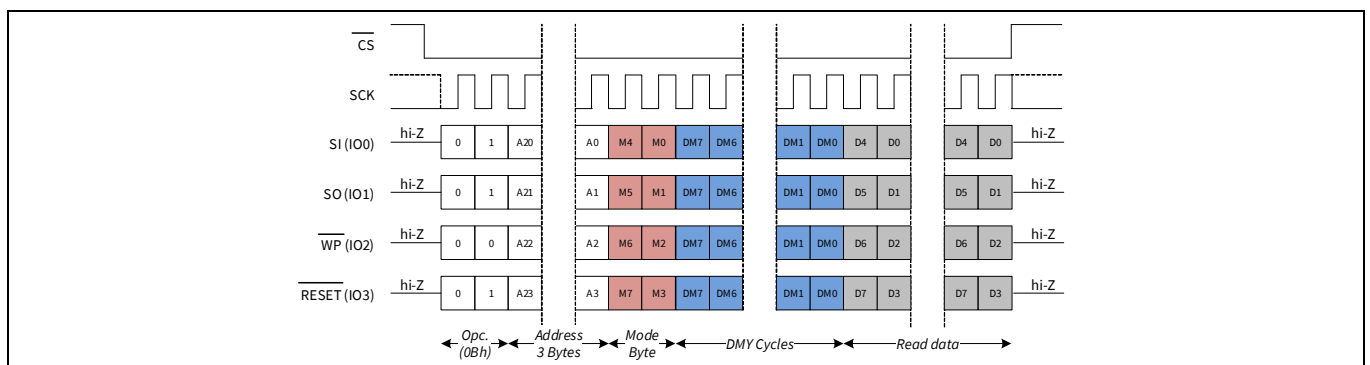 CS
SCK
SI (IO0) hi-Z 0 1 A20 A0 M4 M0 DM7 DM6 DM1 DM0 D4 D0 D4 D0 hi-Z
SO (IO1) hi-Z 0 1 A21 A1 M5 M1 DM7 DM6 DM1 DM0 D5 D1 D5 D1 hi-Z
WP (IO2) hi-Z 0 0 A22 A2 M6 M2 DM7 DM6 DM1 DM0 D6 D2 D6 D2 hi-Z
RESET (IO3) hi-Z 0 1 A23 A3 M7 M3 DM7 DM6 DM1 DM0 D7 D3 D7 D3 hi-Z
Opc. Address Mode DMY Cycles Read data
(0Bh) 3 Bytes Byte